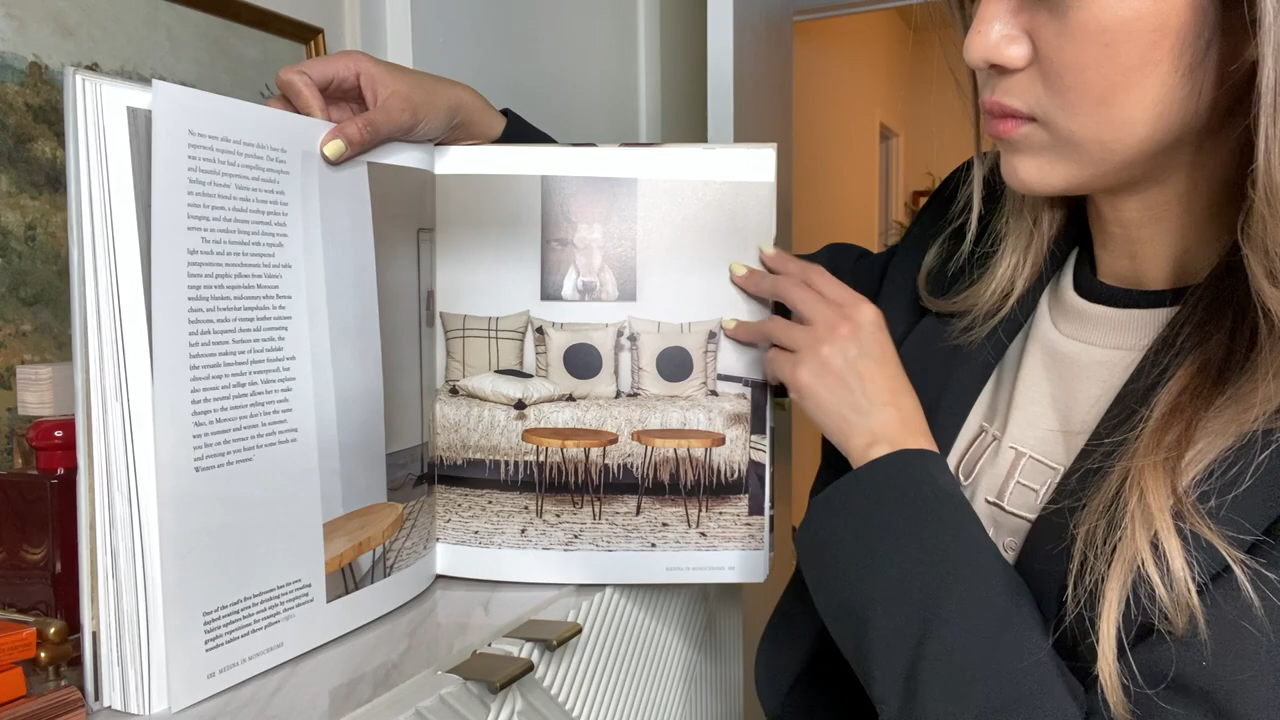 No two were alike and many didn't have the
paperwork required for purchase. Dar Kawa
was a wreck but had a compelling atmosphere
and beautiful proportions, and exuded a
'feeling of bien-être'. Valérie set to work with
an architect friend to make a home with four
suites for guests, a shaded rooftop garden for
lounging, and that dreamy courtyard, which
serves as an outdoor living and dining room.
The riad is furnished with a typically
light touch and an eye for unexpected
juxtapositions; monochromatic bed and table
linens and graphic pillows from Valérie's
range mix with sequin-laden Moroccan
wedding blankets, mid-century white Bertoia
chairs, and bowler-hat lampshades. In the
bedrooms, stacks of vintage leather suitcases
and dark lacquered chests add contrasting
heft and texture. Surfaces are tactile, the
bathrooms making use of local tadelakt
(the versatile lime-based plaster finished with
olive-oil soap to render it waterproof), but
also mosaic and zellige tiles. Valérie explains
that the neutral palette allows her to make
changes to the interior styling very easily.
'Also, in Morocco you don't live the same
way in summer and winter. In summer,
you live on the terrace in the early morning
and evening as you hunt for some fresh air.
Winters are the reverse.'
One of the riad's five bedrooms has its own
daybed seating area for drinking tea or reading.
Valérie updates boho-souk style by employing
graphic repetitions: for example, three identical
wooden tables and three pillows
132 MEDINA IN MONOCHROME
MEDINA IN MONOCHROME
UE